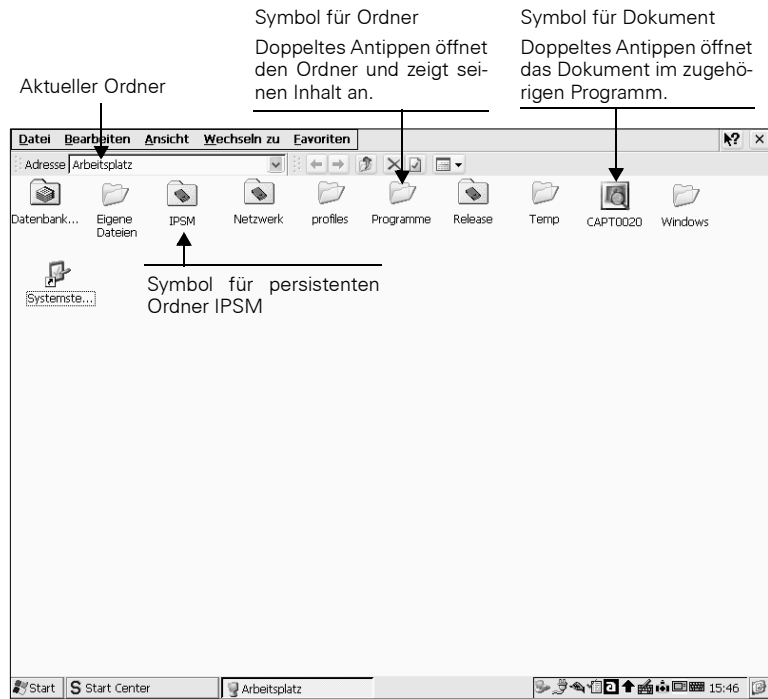 Symbol für Ordner
Doppeltes Antippen öffnet
den Ordner und zeigt sei-
nen Inhalt an.
Symbol für Dokument
Doppeltes Antippen öffnet
das Dokument im zugehö-
rigen Programm.
Aktueller Ordner
Datei Bearbeiten Ansicht Wechseln zu Favoriten
Adresse Arbeitsplatz
Datenbank... Eigene Dateien IPSM Netzwerk profiles Programme Release Temp CAPT0020 Windows
Symbol für persistenten
Ordner IPSM
Systemste...
Start S Start Center Arbeitsplatz 15:46